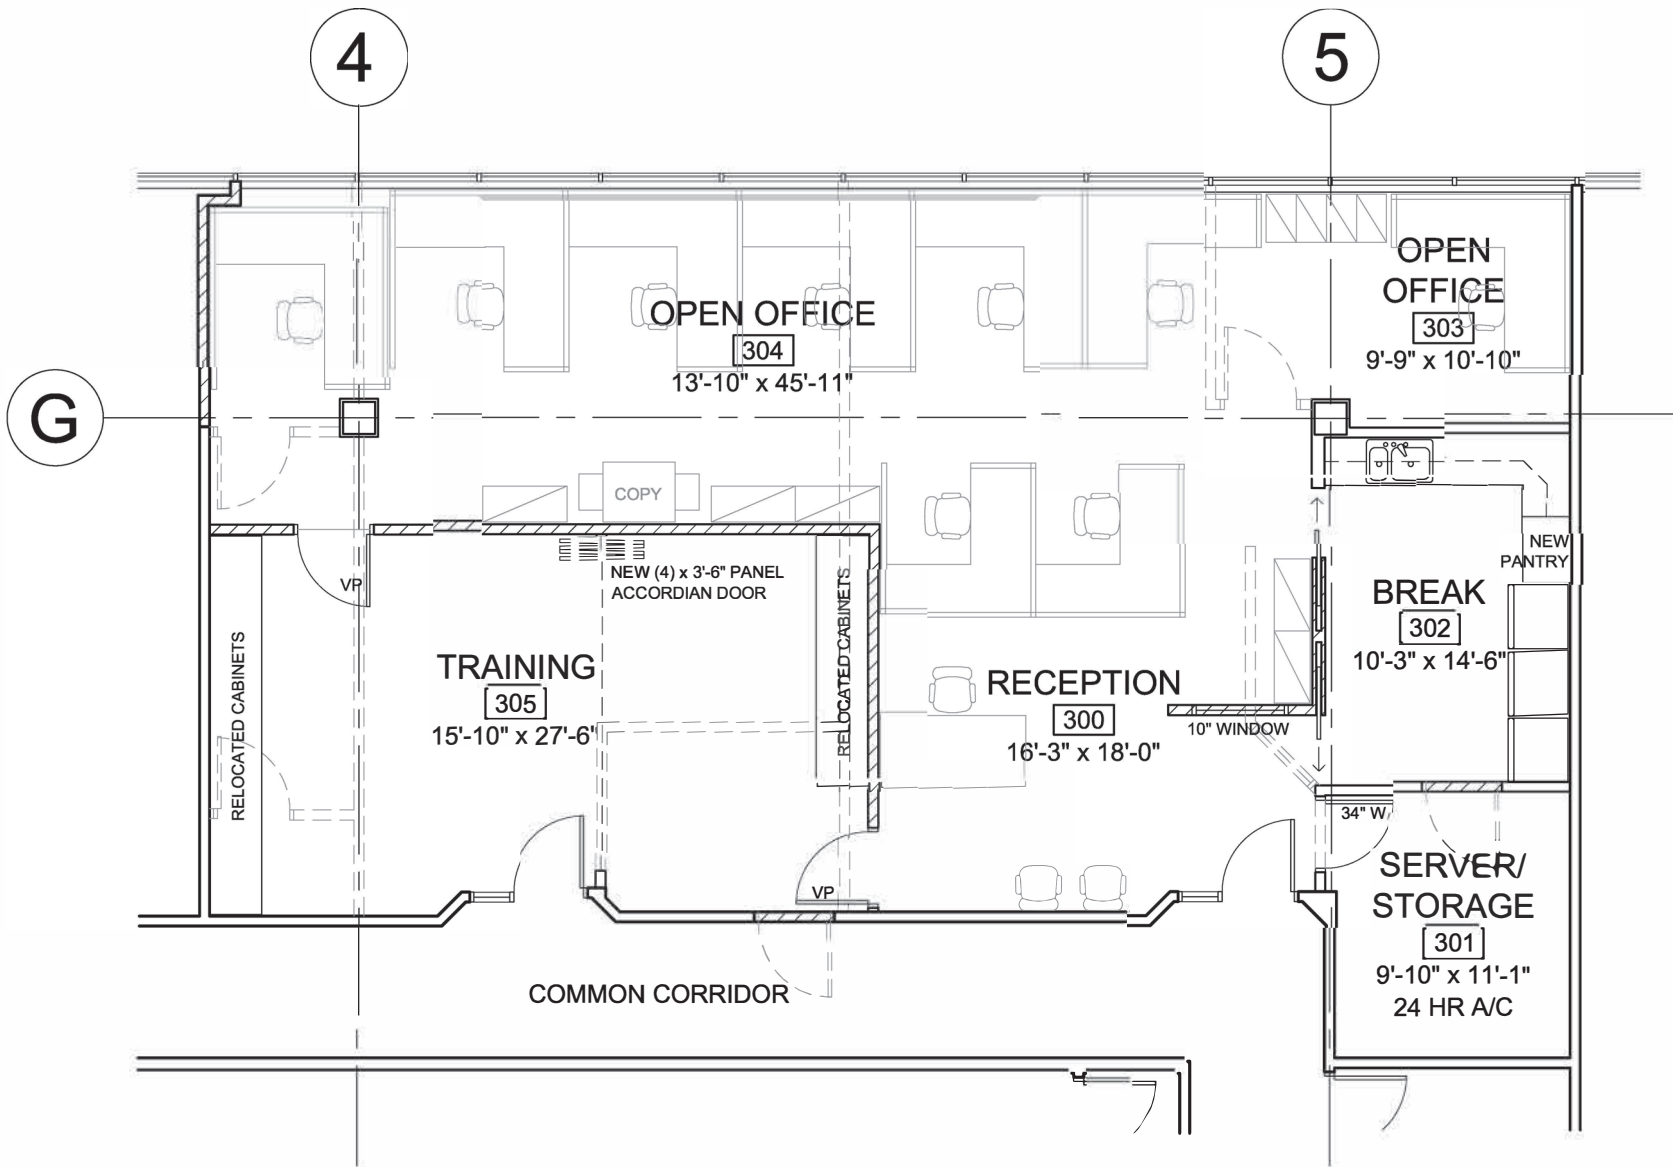 4
5
G
OPEN
OFFICE
303
9'-9" x 10'-10"
OPEN OFFICE
304
13'-10" x 45'-11"
COPY
NEW
PANTRY
NEW (4) x 3'-6" PANEL
ACCORDIAN DOOR
VP
BREAK
302
10'-3" x 14'-6"
RELOCATED CABINETS
RELOCATED CABINETS
TRAINING
305
15'-10" x 27'-6"
RECEPTION
300
16'-3" x 18'-0"
10" WINDOW
34" W
VP
SERVER/
STORAGE
301
9'-10" x 11'-1"
24 HR A/C
COMMON CORRIDOR